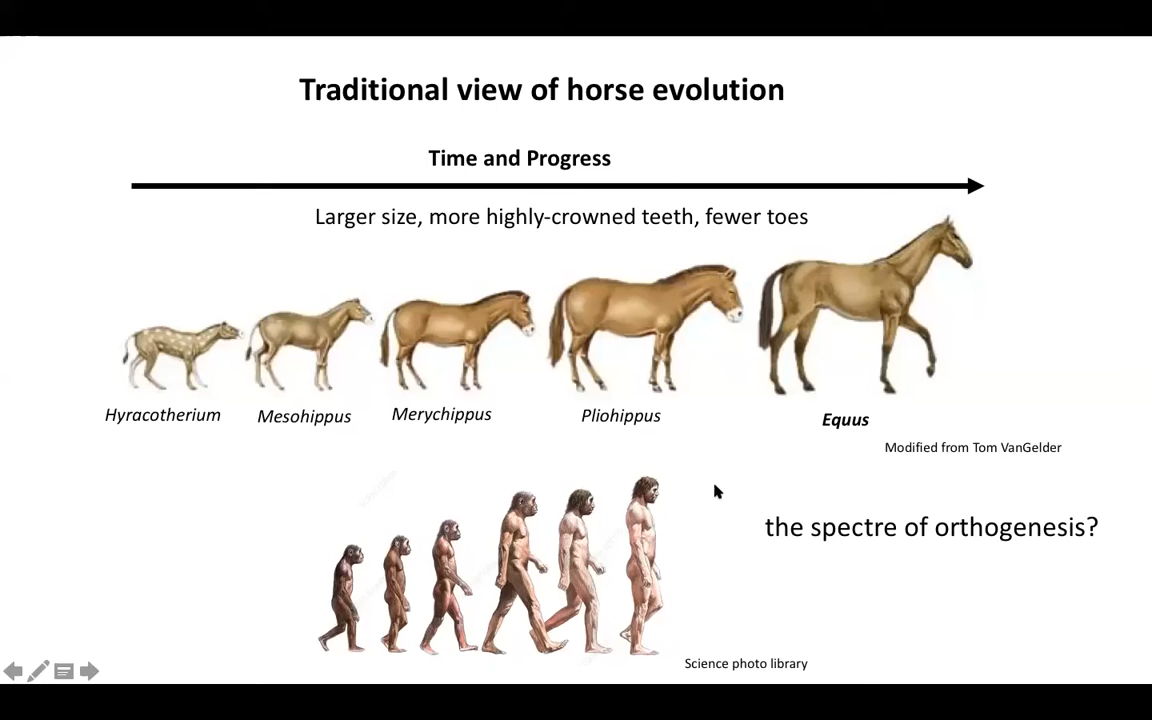 Traditional view of horse evolution
Time and Progress
Larger size, more highly-crowned teeth, fewer toes
Hyracotherium
Mesohippus
Merychippus
Pliohippus
Equus
Modified from Tom VanGelder
the spectre of orthogenesis?
Science photo library